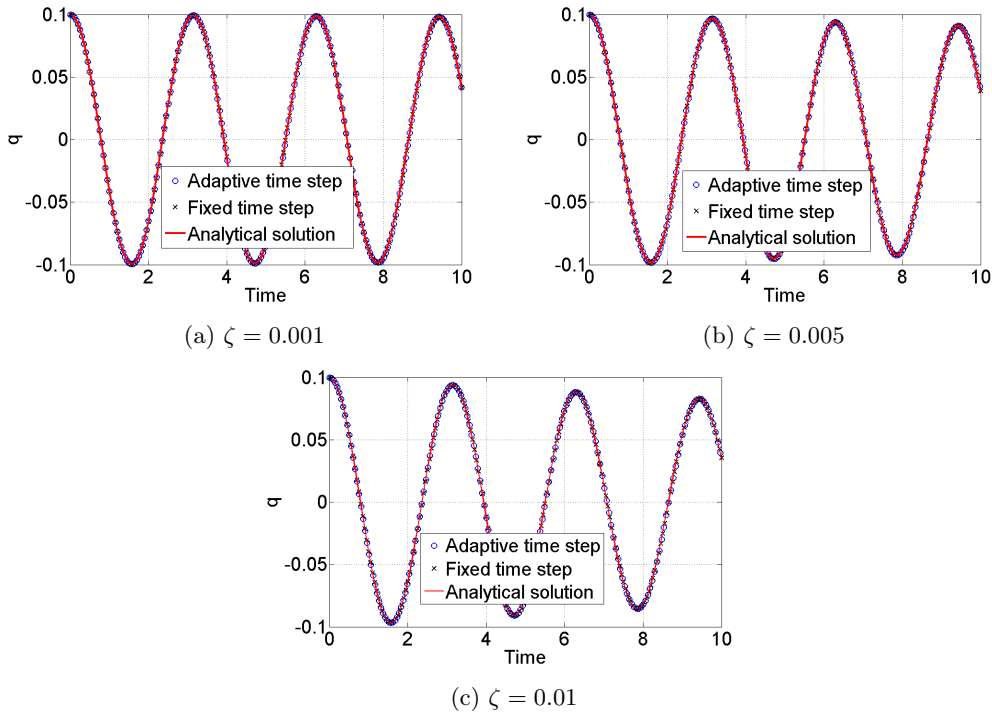 0.1
0.05
0
-0.05
-0.1
q
Adaptive time step
Fixed time step
Analytical solution
0 2 4 6 8 10
Time
(a) ζ = 0.001
0.1
0.05
0
-0.05
-0.1
q
Adaptive time step
Fixed time step
Analytical solution
0 2 4 6 8 10
Time
(b) ζ = 0.005
0.1
0.05
0
-0.05
-0.1
q
Adaptive time step
Fixed time step
Analytical solution
0 2 4 6 8 10
Time
(c) ζ = 0.01